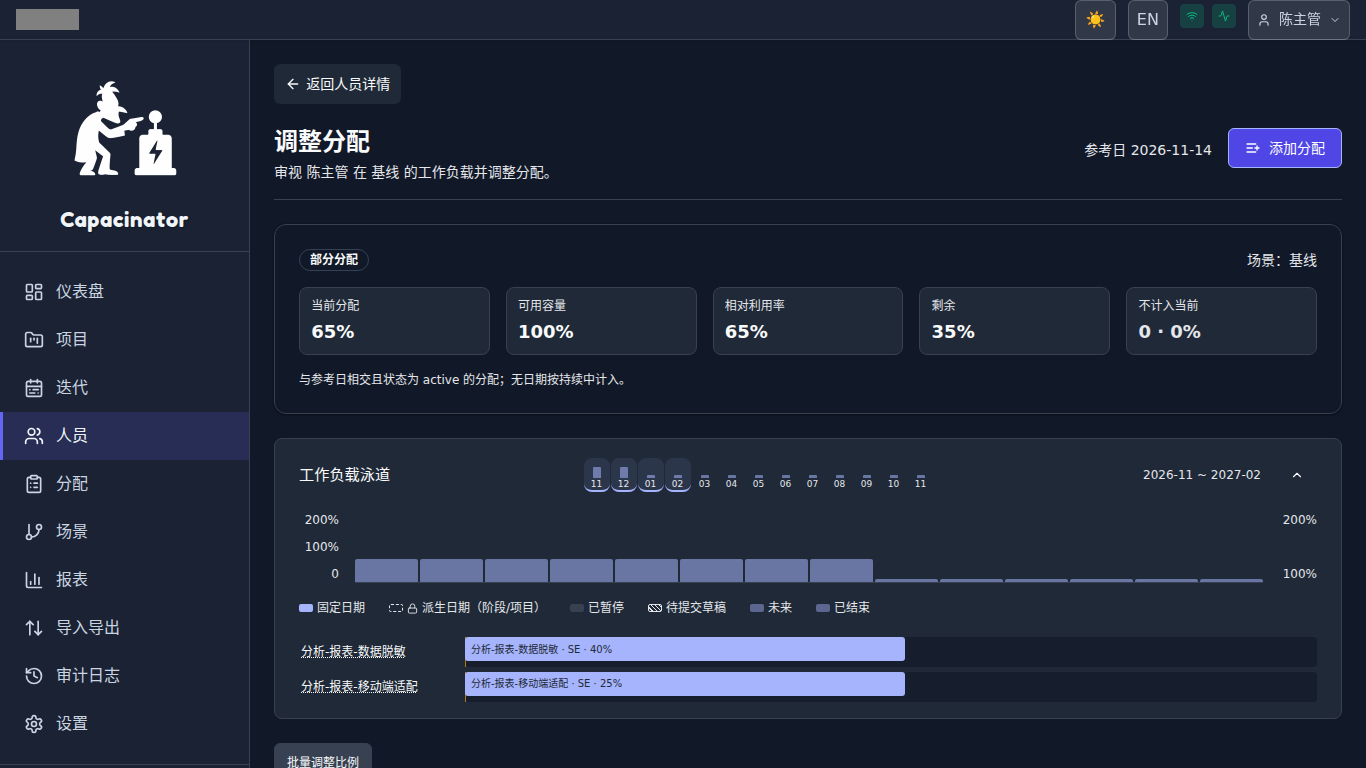 EN
陈主管
Capacinator
仪表盘
项目
迭代
人员
分配
场景
报表
导入导出
审计日志
设置
返回人员详情
调整分配
审视 陈主管 在 基线 的工作负载并调整分配。
参考日 2026-11-14
添加分配
部分分配
场景：基线
当前分配
65%
可用容量
100%
相对利用率
65%
剩余
35%
不计入当前
0 · 0%
与参考日相交且状态为 active 的分配；无日期按持续中计入。
工作负载泳道
11 12 01 02 03 04 05 06 07 08 09 10 11
2026-11 ~ 2027-02
200%
100%
0
200%
100%
固定日期 派生日期（阶段/项目） 已暂停 待提交草稿 未来 已结束
分析-报表-数据脱敏
分析-报表-数据脱敏 · SE · 40%
分析-报表-移动端适配
分析-报表-移动端适配 · SE · 25%
批量调整比例